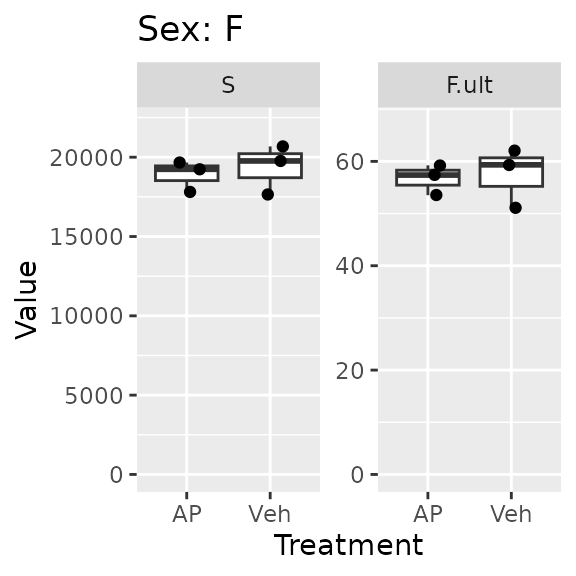 Sex: F
S
F.ult
Value
20000
15000
10000
5000
0
60
40
20
0
AP
Veh
AP
Veh
Treatment